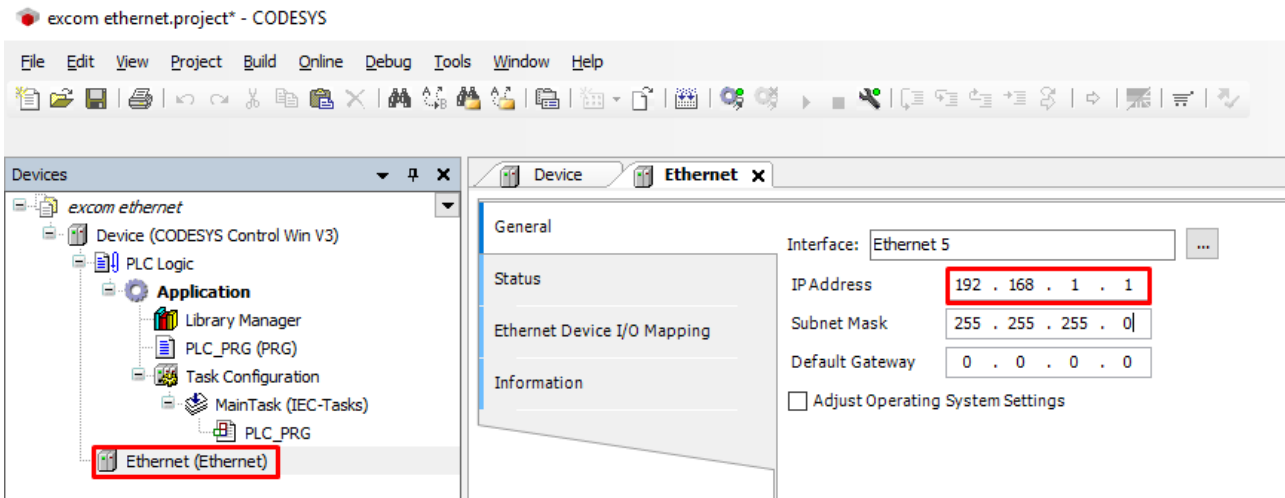 excom ethernet.project* - CODESYS
File Edit View Project Build Online Debug Tools Window Help
Devices
Device
Ethernet
excom ethernet
Device (CODESYS Control Win V3)
PLC Logic
Application
Library Manager
PLC_PRG (PRG)
Task Configuration
MainTask (IEC-Tasks)
PLC_PRG
Ethernet (Ethernet)
General
Status
Ethernet Device I/O Mapping
Information
Interface: Ethernet 5 ...
IPAddress 192 . 168 . 1 . 1
Subnet Mask 255 . 255 . 255 . 0
Default Gateway 0 . 0 . 0 . 0
Adjust Operating System Settings